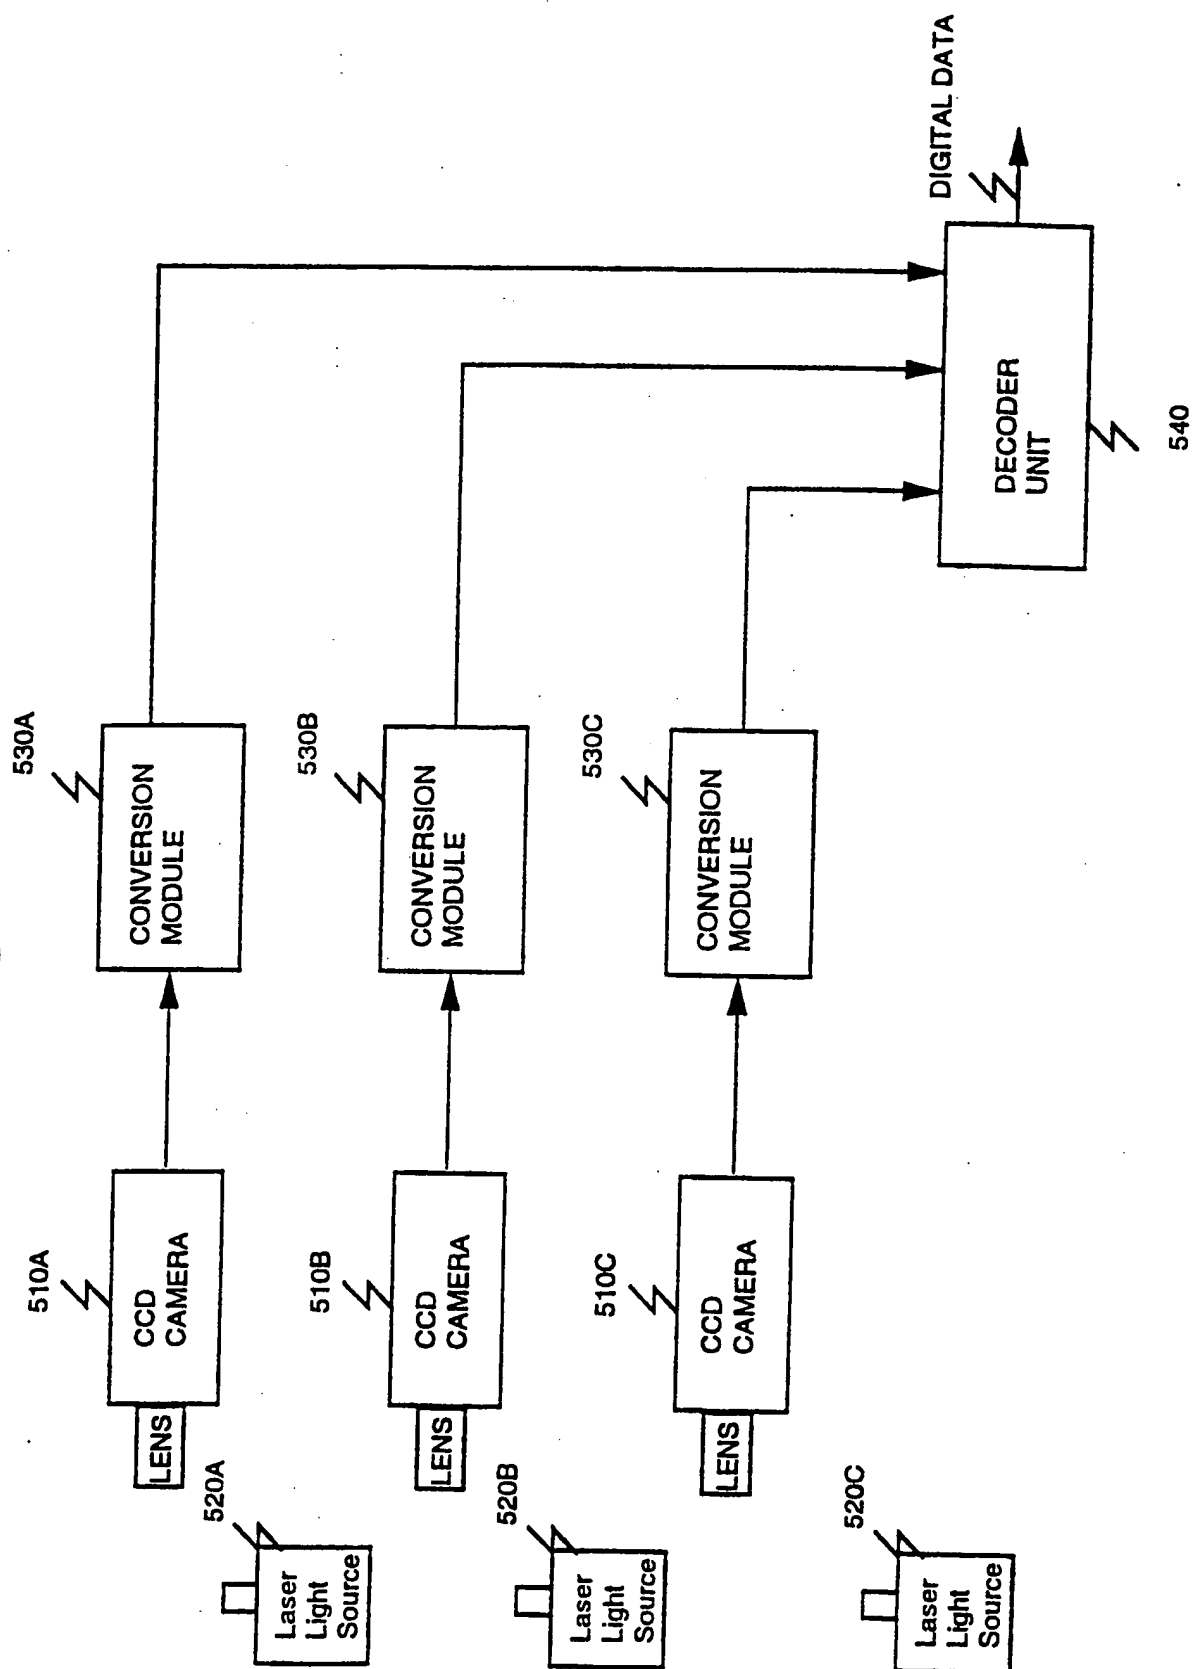 530A
CONVERSION
MODULE
510A
CCD
CAMERA
LENS
520A
Laser
Light
Source
530B
CONVERSION
MODULE
510B
CCD
CAMERA
LENS
520B
Laser
Light
Source
530C
CONVERSION
MODULE
510C
CCD
CAMERA
LENS
520C
Laser
Light
Source
DIGITAL DATA
DECODER
UNIT
540